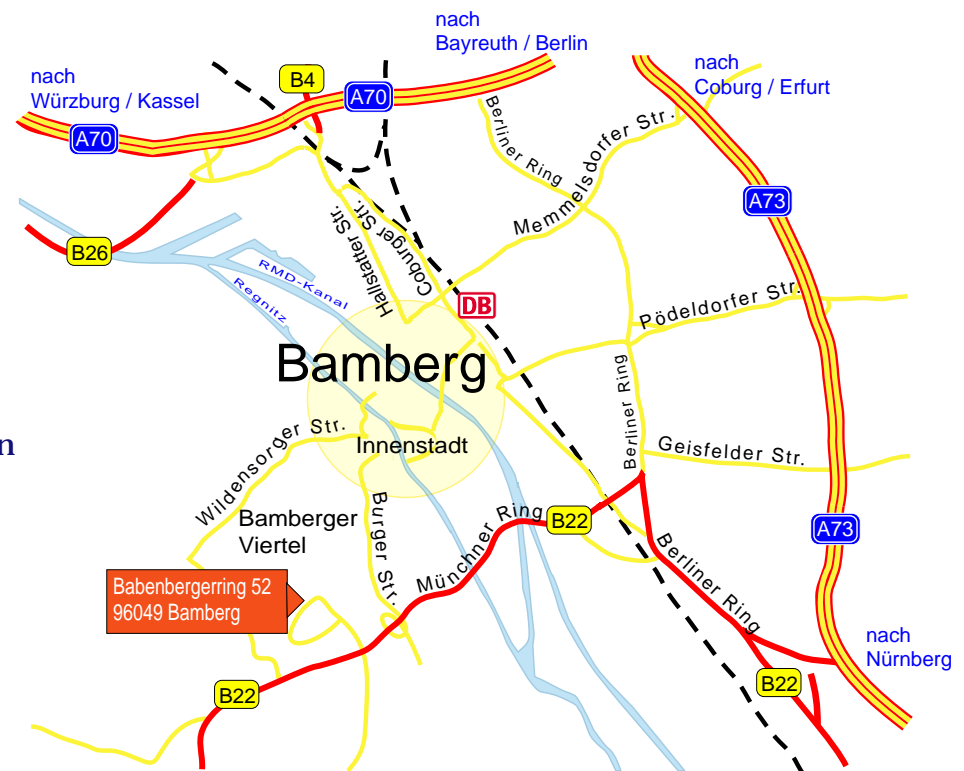 nach
Bayreuth / Berlin
nach
Coburg / Erfurt
nach
Würzburg / Kassel
B4
A70
A70
Berliner Ring
Memmelsdorfer Str.
A73
B26
RMD-Kanal
Regnitz
Hallstatter Str.
Coburger Str.
DB
Pödeldorfer Str.
Bamberg
Berliner Ring
n
Wildensorger Str.
Innenstadt
Geisfelder Str.
Bamberger
Viertel
Burger Str.
Münchner Ring
B22
A73
Berliner Ring
Babenbergerring 52
96049 Bamberg
nach
Nürnberg
B22
B22